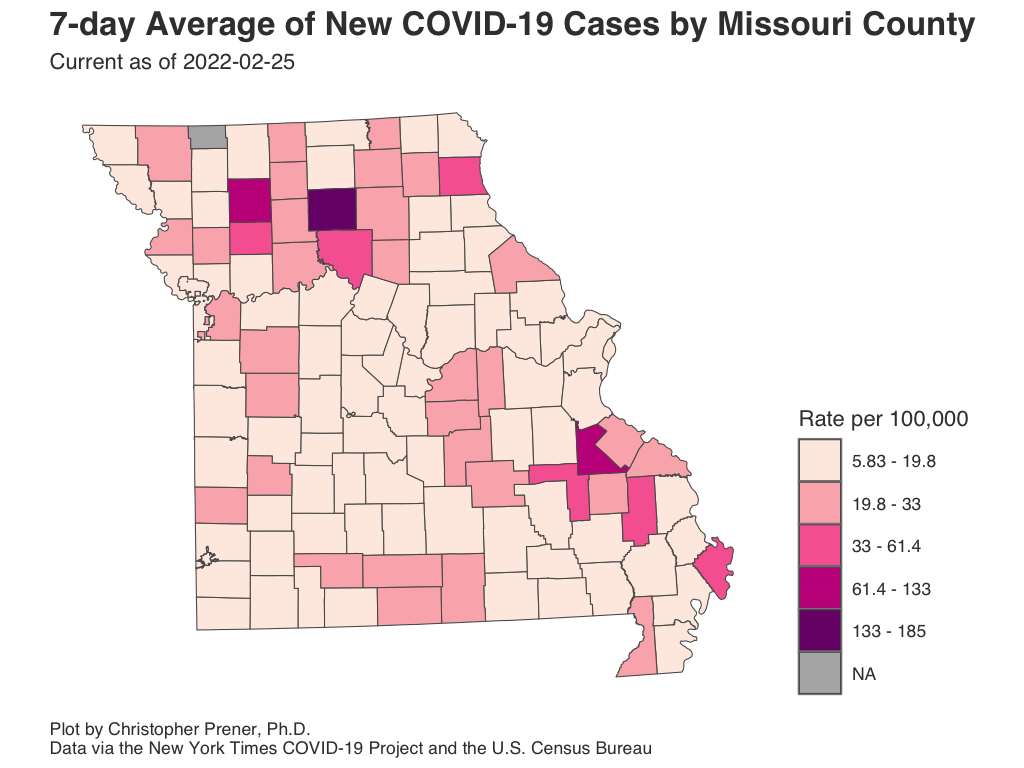 7-day Average of New COVID-19 Cases by Missouri County
Current as of 2022-02-25
Rate per 100,000
5.83 - 19.8
19.8 - 33
33 - 61.4
61.4 - 133
133 - 185
NA
Plot by Christopher Prener, Ph.D.
Data via the New York Times COVID-19 Project and the U.S. Census Bureau